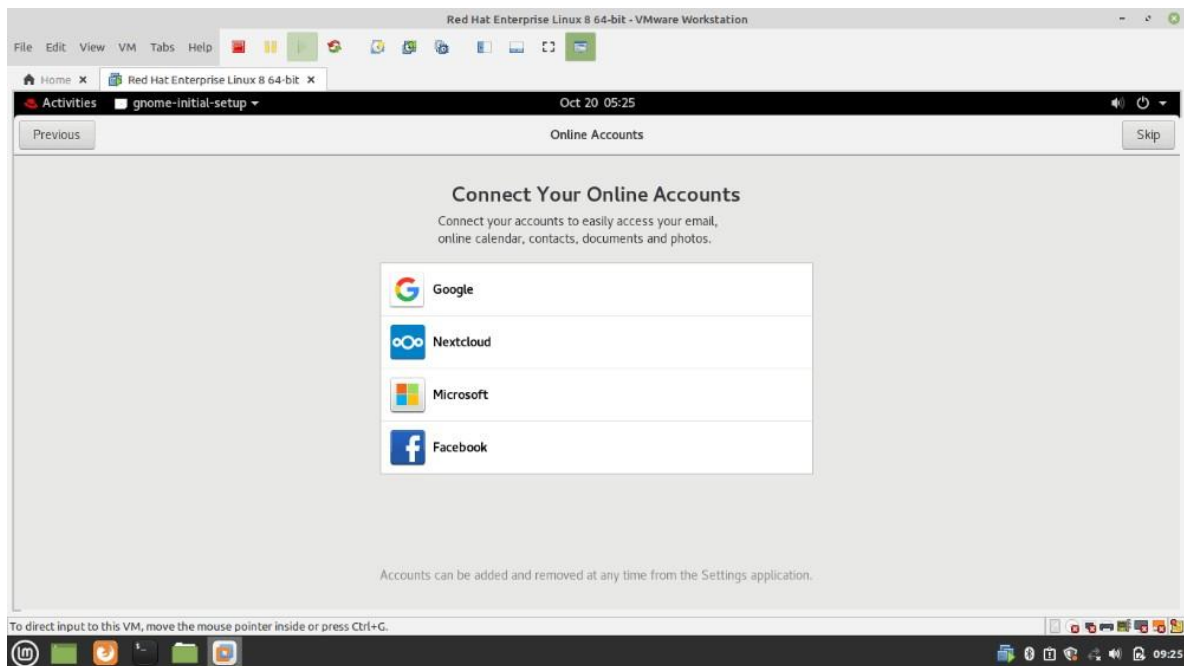 Red Hat Enterprise Linux 8 64-bit - VMware Workstation
File Edit View VM Tabs Help
Home Red Hat Enterprise Linux 8 64-bit
Activities gnome-initial-setup Oct 20 05:25
Previous Online Accounts Skip
Connect Your Online Accounts
Connect your accounts to easily access your email,
online calendar, contacts, documents and photos.
Google
Nextcloud
Microsoft
Facebook
Accounts can be added and removed at any time from the Settings application.
To direct input to this VM, move the mouse pointer inside or press Ctrl+G.
09:25